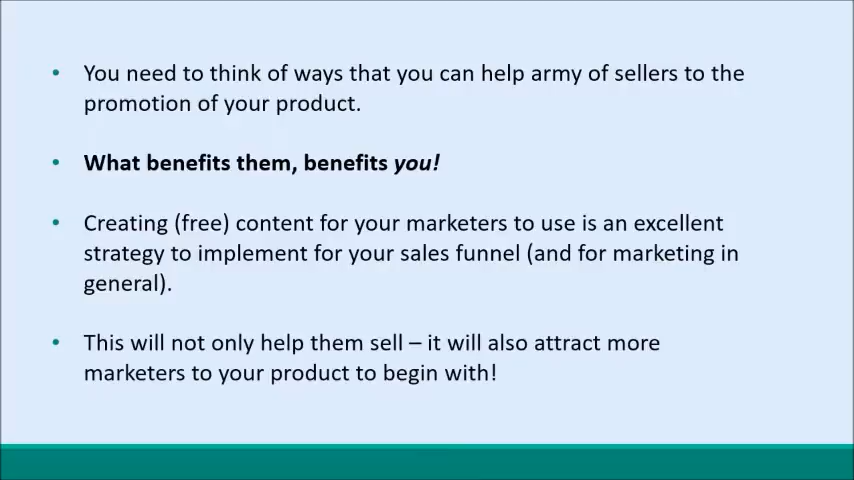 • You need to think of ways that you can help army of sellers to the
promotion of your product.
• What benefits them, benefits you!
• Creating (free) content for your marketers to use is an excellent
strategy to implement for your sales funnel (and for marketing in
general).
• This will not only help them sell – it will also attract more
marketers to your product to begin with!